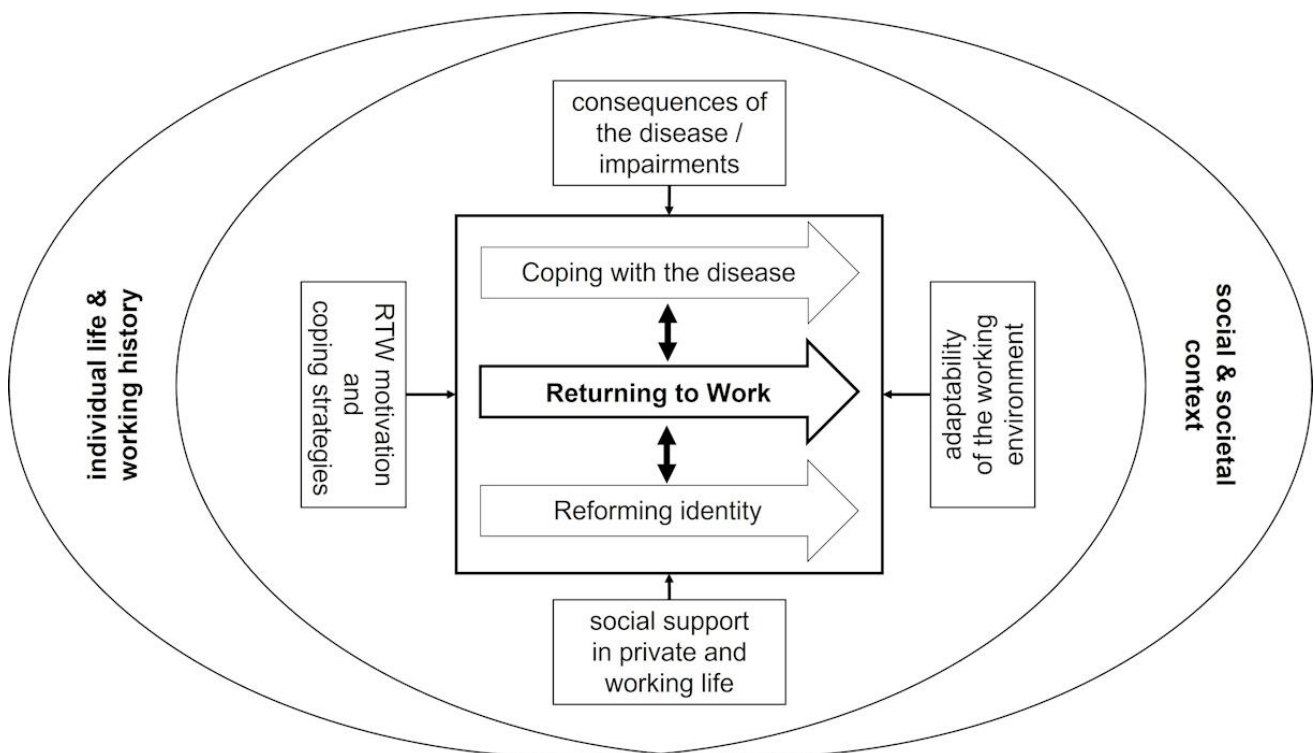 consequences of
the disease /
impairments
individual life &
working history
RTW motivation
and
coping strategies
Coping with the disease
Returning to Work
Reforming identity
adaptability
of the working
environment
social & societal
context
social support
in private and
working life